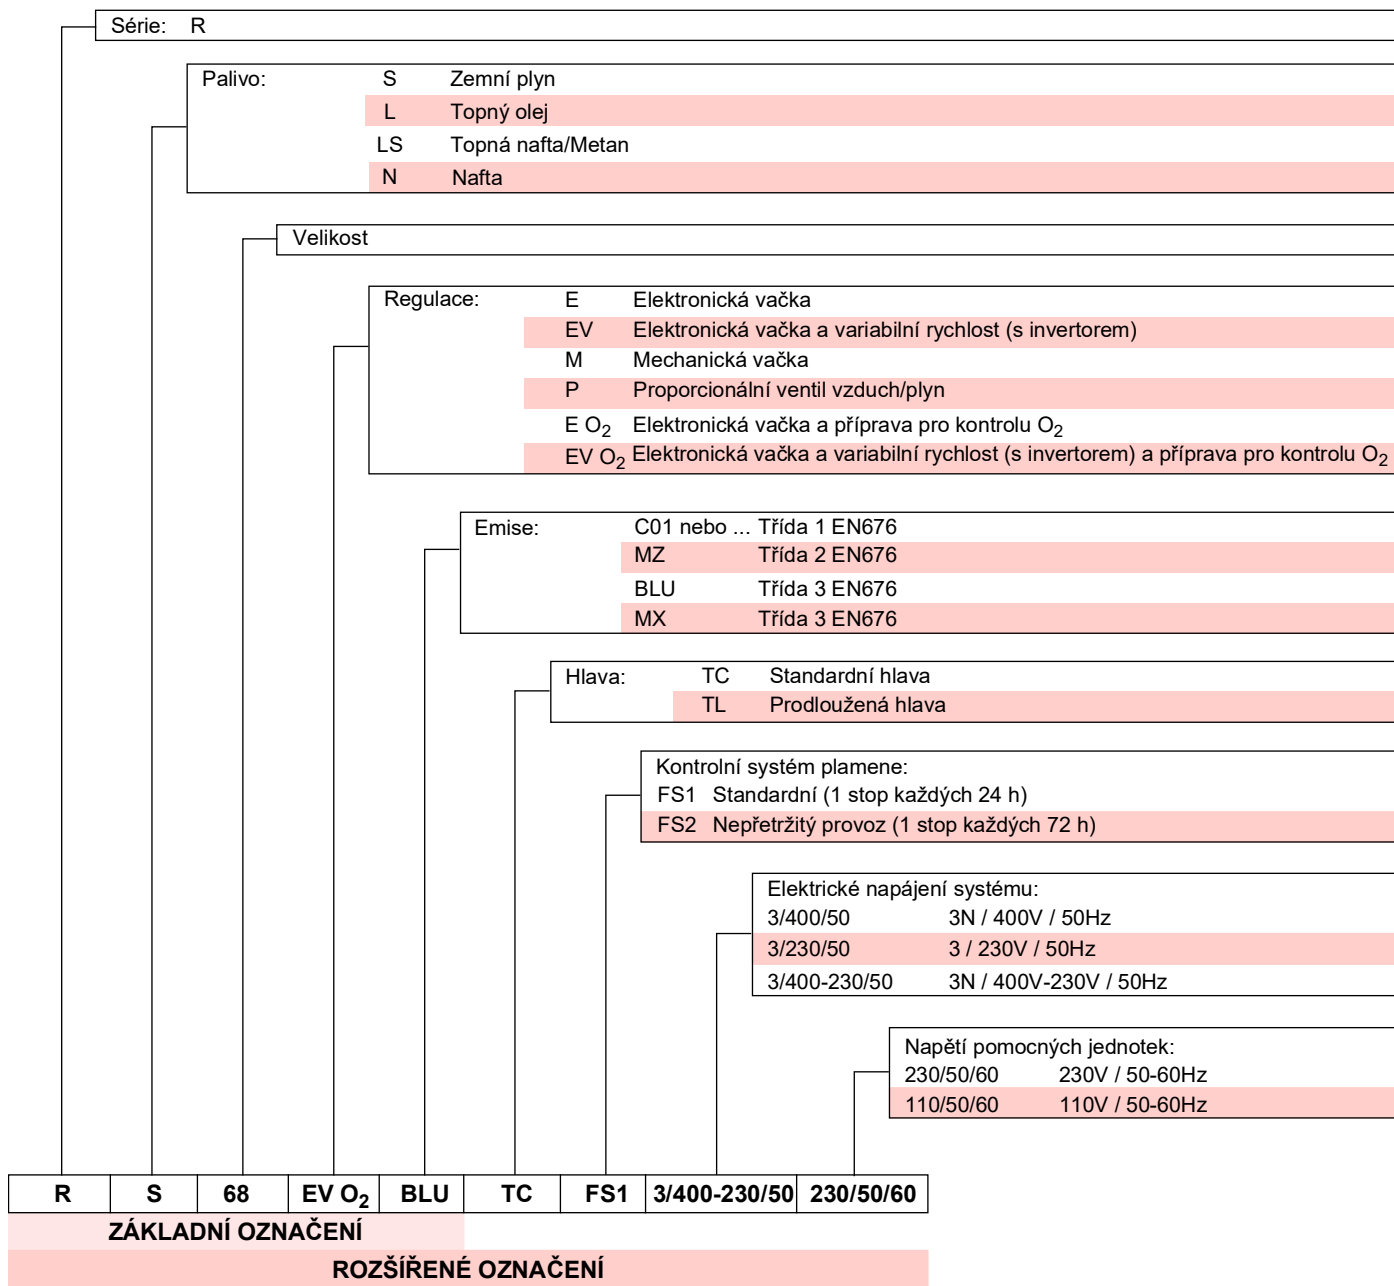 Série: R
Palivo: S Zemní plyn
L Topný olej
LS Topná nafta/Metan
N Nafta
Velikost
Regulace: E Elektronická vačka
EV Elektronická vačka a variabilní rychlost (s invertorem)
M Mechanická vačka
P Proporcionální ventil vzduch/plyn
E O2 Elektronická vačka a příprava pro kontrolu O2
EV O2 Elektronická vačka a variabilní rychlost (s invertorem) a příprava pro kontrolu O2
Emise: C01 nebo ... Třída 1 EN676
MZ Třída 2 EN676
BLU Třída 3 EN676
MX Třída 3 EN676
Hlava: TC Standardní hlava
TL Prodloužená hlava
Kontrolní systém plamene:
FS1 Standardní (1 stop každých 24 h)
FS2 Nepřetržitý provoz (1 stop každých 72 h)
Elektrické napájení systému:
3/400/50 3N / 400V / 50Hz
3/230/50 3 / 230V / 50Hz
3/400-230/50 3N / 400V-230V / 50Hz
Napětí pomocných jednotek:
230/50/60 230V / 50-60Hz
110/50/60 110V / 50-60Hz
R S 68 EV O2 BLU TC FS1 3/400-230/50 230/50/60
ZÁKLADNÍ OZNAČENÍ
ROZŠÍŘENÉ OZNAČENÍ